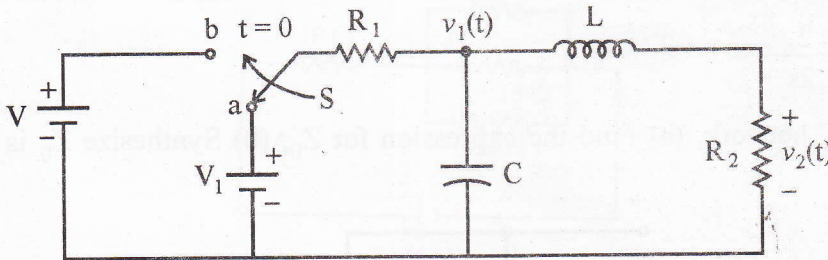 b t = 0 R₁ v₁(t) L
V + - a S
V₁ + - C R₂ + v₂(t) -